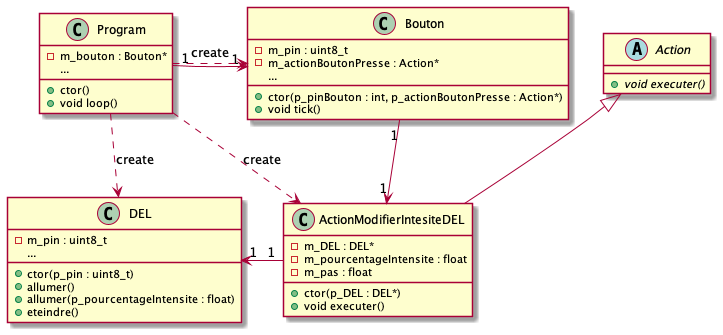 C Program
m_bouton : Bouton*
...
ctor()
void loop()
1
create
1
C Bouton
m_pin : uint8_t
m_actionBoutonPresse : Action*
...
ctor(p_pinBouton : int, p_actionBoutonPresse : Action*)
void tick()
A Action
void executer()
create
create
1
1
C DEL
m_pin : uint8_t
...
ctor(p_pin : uint8_t)
allumer()
allumer(p_pourcentageIntensite : float)
eteindre()
1
1
C ActionModifierIntesiteDEL
m_DEL : DEL*
m_pourcentageIntensite : float
m_pas : float
ctor(p_DEL : DEL*)
void executer()